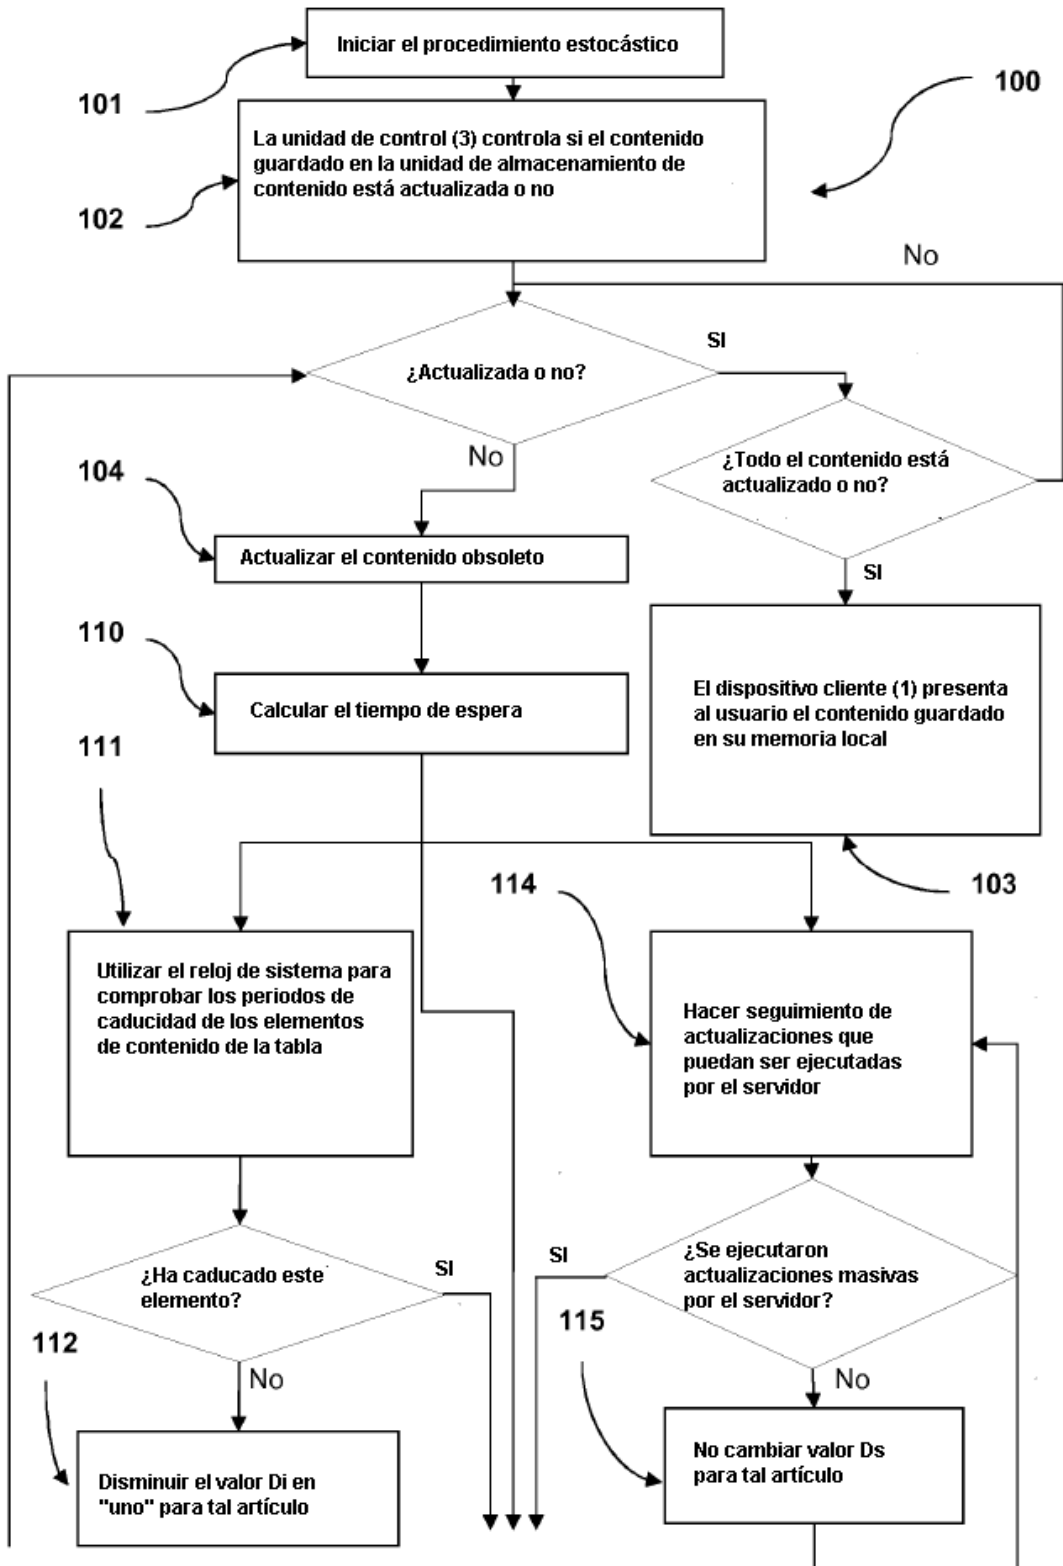 Iniciar el procedimiento estocástico
101
100
La unidad de control (3) controla si el contenido
guardado en la unidad de almacenamiento de
contenido está actualizada o no
102
No
SI
¿Actualizada o no?
No
¿Todo el contenido está
actualizado o no?
104
Actualizar el contenido obsoleto
SI
110
Calcular el tiempo de espera
El dispositivo cliente (1) presenta
al usuario el contenido guardado
en su memoria local
111
114
103
Utilizar el reloj de sistema para
comprobar los periodos de
caducidad de los elementos
de contenido de la tabla
Hacer seguimiento de
actualizaciones que
puedan ser ejecutadas
por el servidor
¿Ha caducado este
elemento?
SI
SI
¿Se ejecutaron
actualizaciones masivas
por el servidor?
112
115
No
No
Disminuir el valor Di en
"uno" para tal artículo
No cambiar valor Ds
para tal artículo